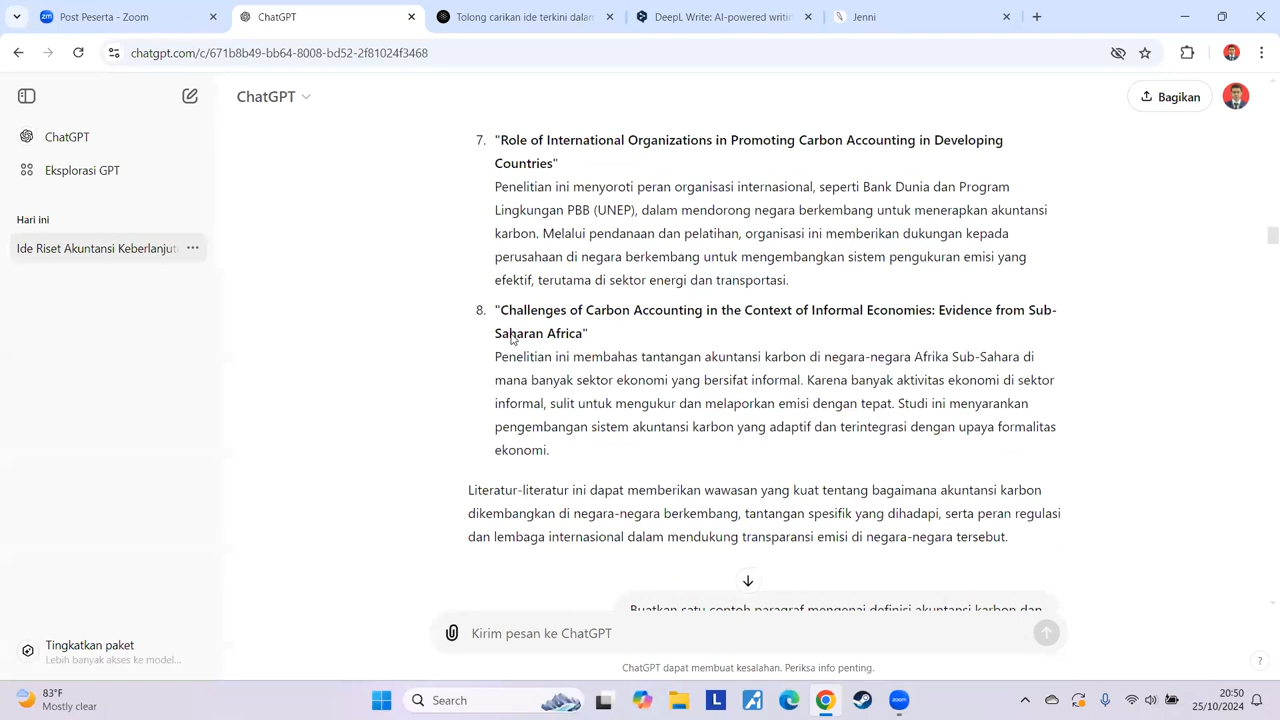 Post Peserta - Zoom
ChatGPT
Tolong carikan ide terkini dalam
DeepL Write: AI-powered writin
Jenni
chatgpt.com/c/671b8b49-bb64-8008-bd52-2f81024f3468
ChatGPT
Bagikan
ChatGPT
Eksplorasi GPT
Hari ini
Ide Riset Akuntansi Keberlanjut
7. "Role of International Organizations in Promoting Carbon Accounting in Developing
Countries"
Penelitian ini menyoroti peran organisasi internasional, seperti Bank Dunia dan Program
Lingkungan PBB (UNEP), dalam mendorong negara berkembang untuk menerapkan akuntansi
karbon. Melalui pendanaan dan pelatihan, organisasi ini memberikan dukungan kepada
perusahaan di negara berkembang untuk mengembangkan sistem pengukuran emisi yang
efektif, terutama di sektor energi dan transportasi.
8. "Challenges of Carbon Accounting in the Context of Informal Economies: Evidence from Sub-
Saharan Africa"
Penelitian ini membahas tantangan akuntansi karbon di negara-negara Afrika Sub-Sahara di
mana banyak sektor ekonomi yang bersifat informal. Karena banyak aktivitas ekonomi di sektor
informal, sulit untuk mengukur dan melaporkan emisi dengan tepat. Studi ini menyarankan
pengembangan sistem akuntansi karbon yang adaptif dan terintegrasi dengan upaya formalitas
ekonomi.
Literatur-literatur ini dapat memberikan wawasan yang kuat tentang bagaimana akuntansi karbon
dikembangkan di negara-negara berkembang, tantangan spesifik yang dihadapi, serta peran regulasi
dan lembaga internasional dalam mendukung transparansi emisi di negara-negara tersebut.
Buatkan satu contoh paragraf mengenai definisi akuntansi karbon dan
Kirim pesan ke ChatGPT
ChatGPT dapat membuat kesalahan. Periksa info penting.
?
Tingkatkan paket
Lebih banyak akses ke model...
83°F
Mostly clear
Search
20:50
25/10/2024